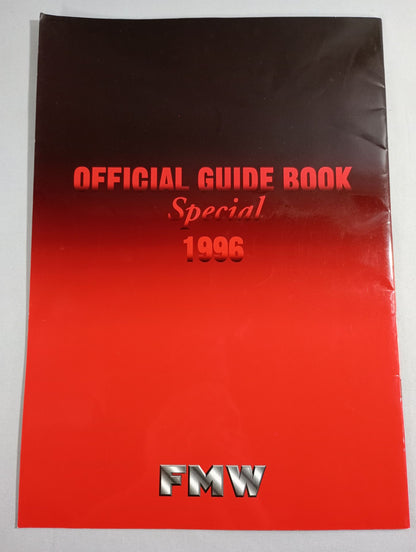 OFFICIAL GUIDE BOOK
Special
1996
FMW